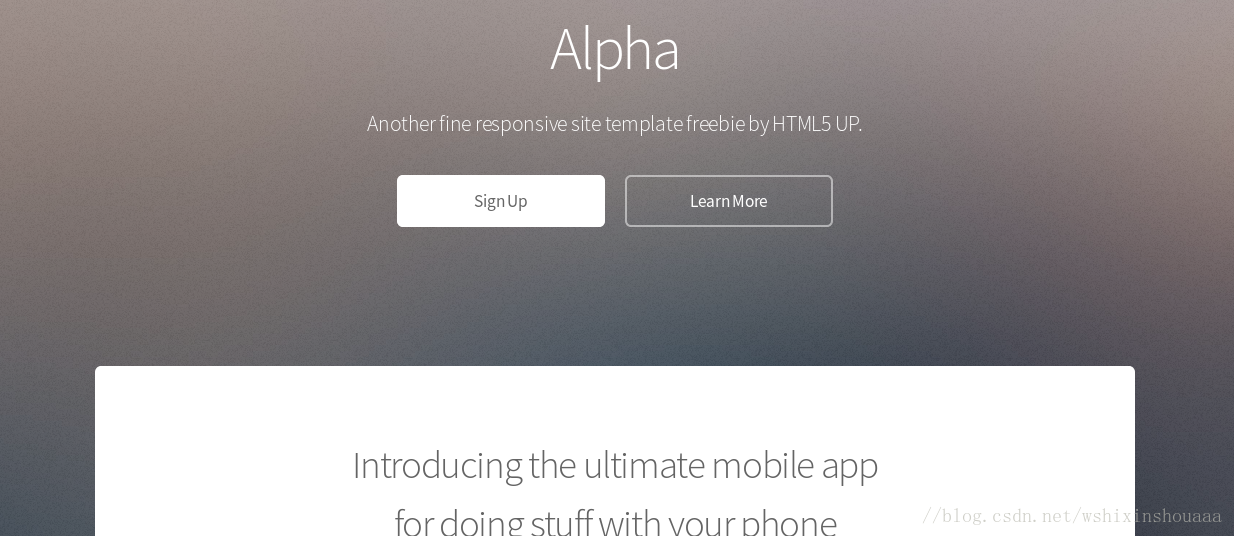 Alpha
Another fine responsive site template freebie by HTML5 UP.
Sign Up
Learn More
Introducing the ultimate mobile app
for doing stuff with your phone
//blog.csdn.net/wshixinshouaaa